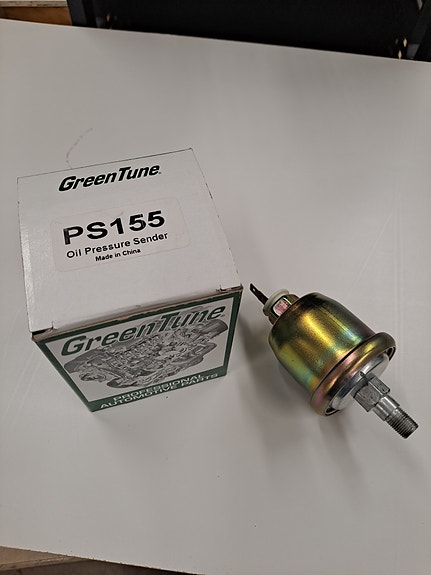 GreenTune
PS155
Oil Pressure Sender
Made in China
GreenTune
PROFESSIONAL
AUTOMOTIVE PARTS